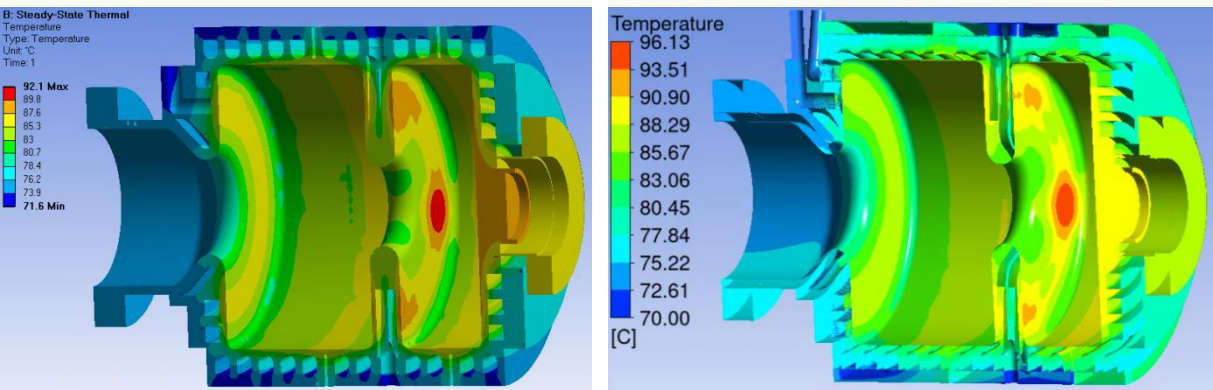 B: Steady-State Thermal
Temperature
Type: Temperature
Unit: °C
Time: 1
92.1 Max
89.8
87.6
85.3
83
80.7
78.4
76.2
73.9
71.6 Min
Temperature
96.13
93.51
90.90
88.29
85.67
83.06
80.45
77.84
75.22
72.61
70.00
[C]